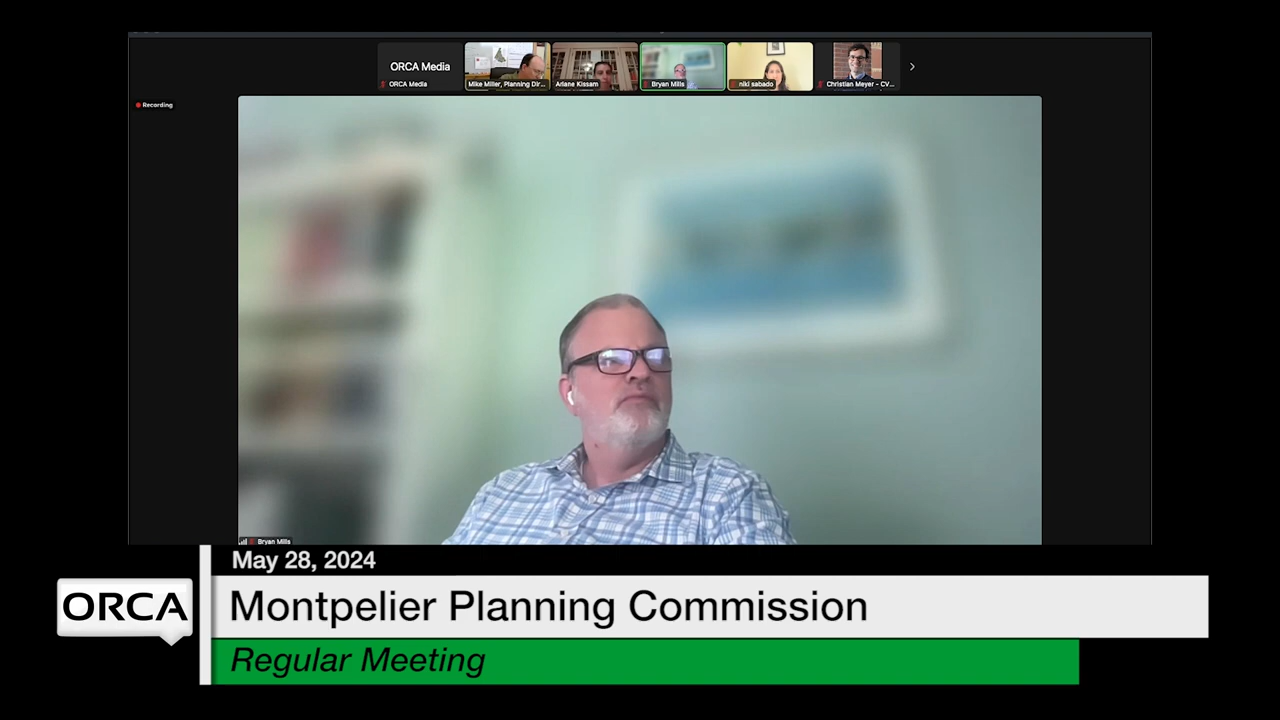 ORCA Media
ORCA Media
Mike Miller, Planning Dir...
Ariane Kissam
Bryan Mills
niki sabado
Christian Meyer - CV...
Recording
Bryan Mills
May 28, 2024
ORCA
Montpelier Planning Commission
Regular Meeting